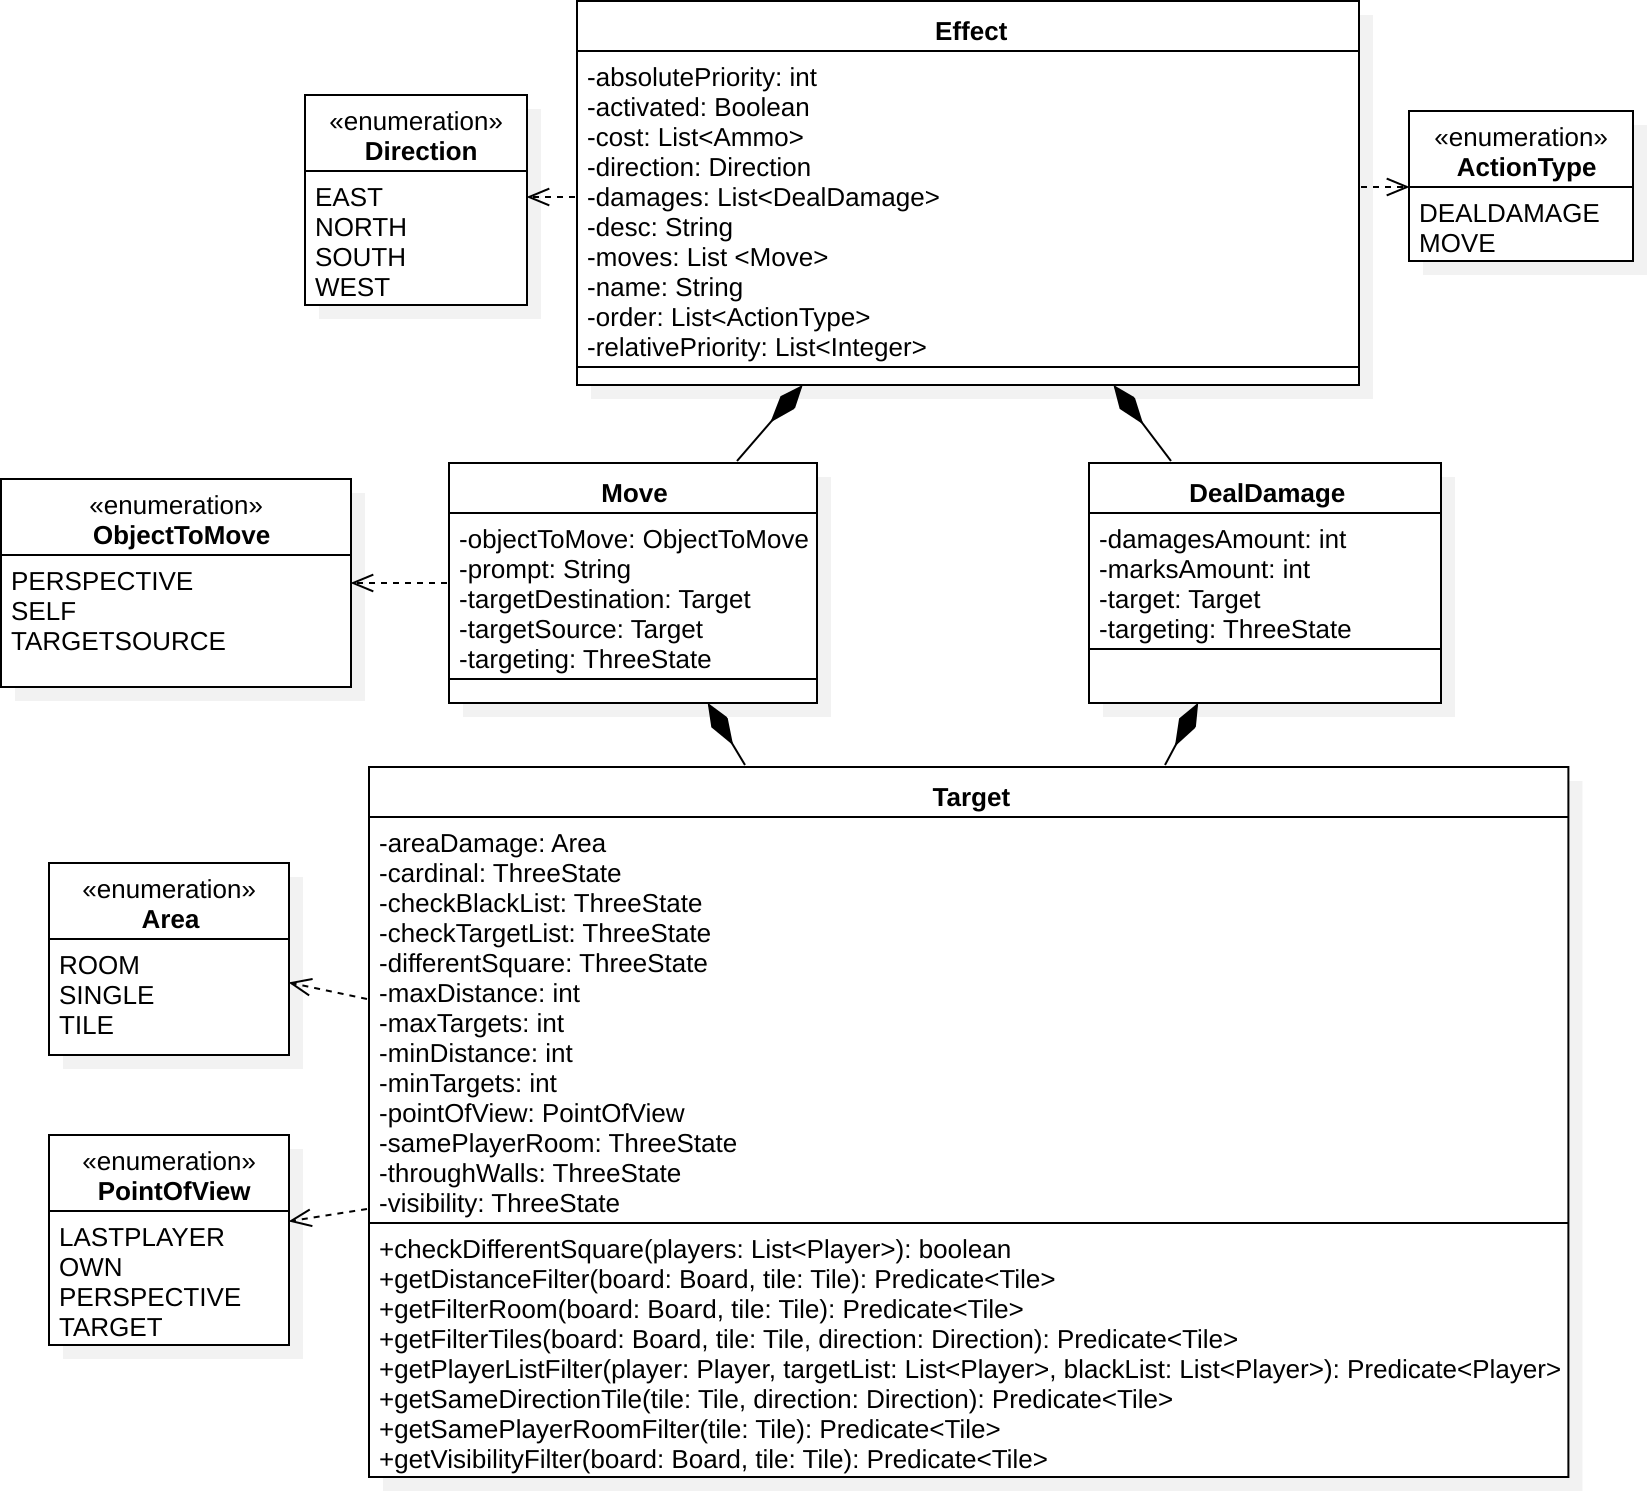 Effect
-absolutePriority: int
-activated: Boolean
-cost: List<Ammo>
-direction: Direction
-damages: List<DealDamage>
-desc: String
-moves: List <Move>
-name: String
-order: List<ActionType>
-relativePriority: List<Integer>
«enumeration»
Direction
EAST
NORTH
SOUTH
WEST
«enumeration»
ActionType
DEALDAMAGE
MOVE
«enumeration»
ObjectToMove
PERSPECTIVE
SELF
TARGETSOURCE
Move
-objectToMove: ObjectToMove
-prompt: String
-targetDestination: Target
-targetSource: Target
-targeting: ThreeState
DealDamage
-damagesAmount: int
-marksAmount: int
-target: Target
-targeting: ThreeState
Target
-areaDamage: Area
-cardinal: ThreeState
-checkBlackList: ThreeState
-checkTargetList: ThreeState
-differentSquare: ThreeState
-maxDistance: int
-maxTargets: int
-minDistance: int
-minTargets: int
-pointOfView: PointOfView
-samePlayerRoom: ThreeState
-throughWalls: ThreeState
-visibility: ThreeState
+checkDifferentSquare(players: List<Player>): boolean
+getDistanceFilter(board: Board, tile: Tile): Predicate<Tile>
+getFilterRoom(board: Board, tile: Tile): Predicate<Tile>
+getFilterTiles(board: Board, tile: Tile, direction: Direction): Predicate<Tile>
+getPlayerListFilter(player: Player, targetList: List<Player>, blackList: List<Player>): Predicate<Player>
+getSameDirectionTile(tile: Tile, direction: Direction): Predicate<Tile>
+getSamePlayerRoomFilter(tile: Tile): Predicate<Tile>
+getVisibilityFilter(board: Board, tile: Tile): Predicate<Tile>
«enumeration»
Area
ROOM
SINGLE
TILE
«enumeration»
PointOfView
LASTPLAYER
OWN
PERSPECTIVE
TARGET